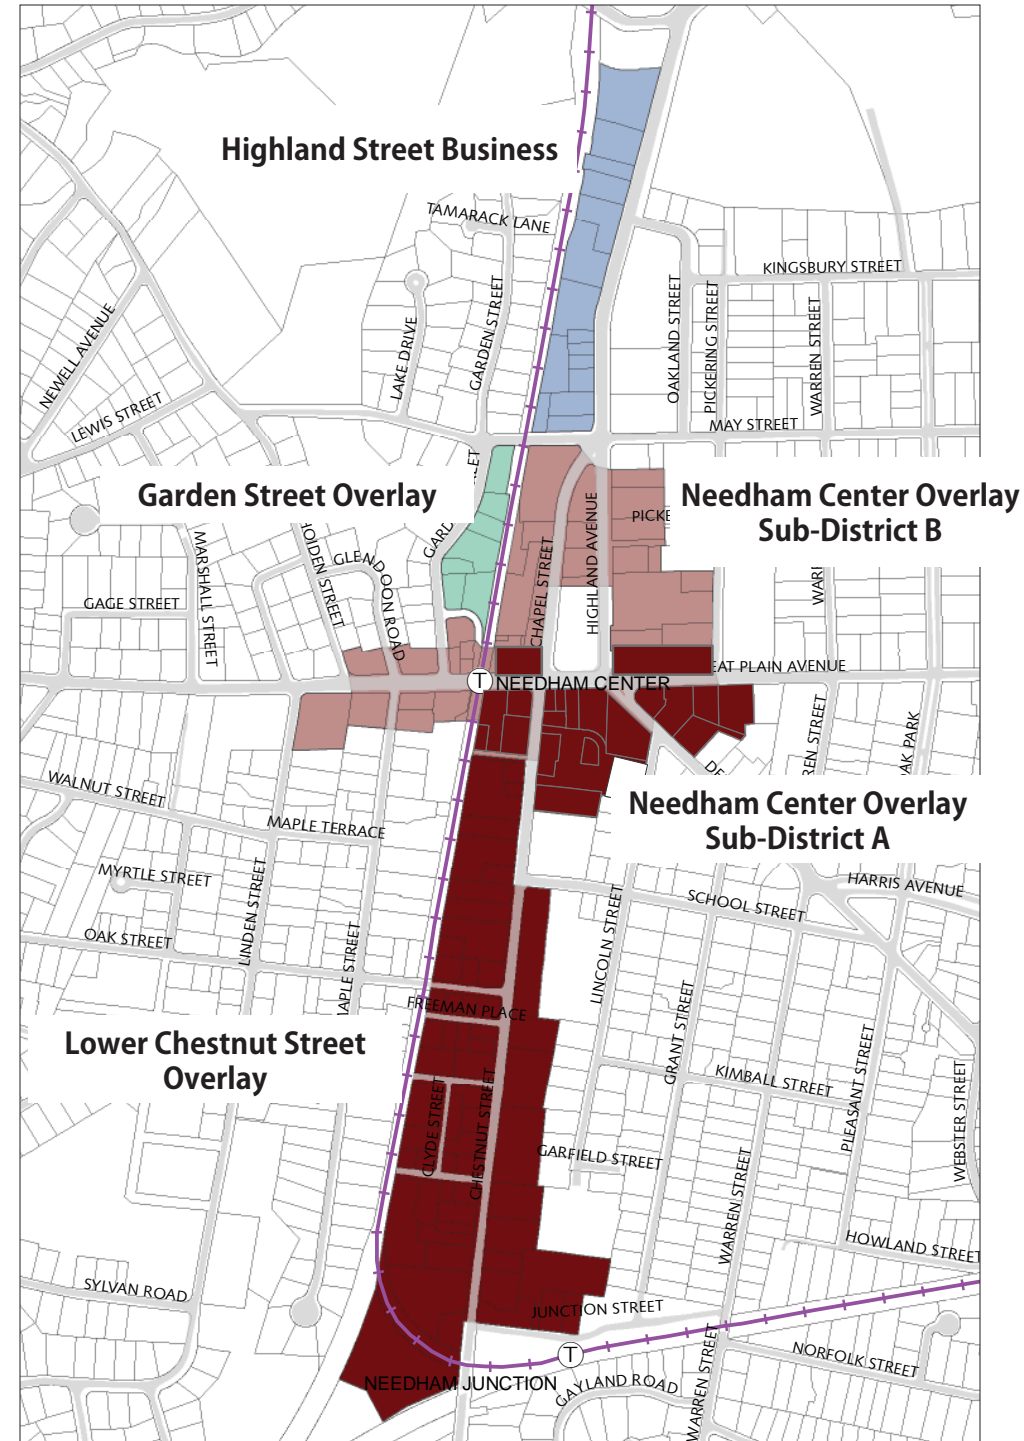 Highland Street Business
TAMARACK LANE
KINGSBURY STREET
NEWELL AVENUE
LAKE DRIVE
GARDEN STREET
OAKLAND STREET
PICKERING STREET
WARREN STREET
LEWIS STREET
MAY STREET
Garden Street Overlay
Needham Center Overlay
Sub-District B
MARSHALL STREET
GLENDOON ROAD
CHAPEL STREET
HIGHLAND AVENUE
GAGE STREET
EAT PLAIN AVENUE
T NEEDHAM CENTER
WALNUT STREET
MAPLE TERRACE
Needham Center Overlay
Sub-District A
MYRTLE STREET
HARRIS AVENUE
SCHOOL STREET
OAK STREET
LINDEN STREET
LINCOLN STREET
FREEMAN PLACE
GRANT STREET
Lower Chestnut Street
Overlay
KIMBALL STREET
PLEASANT STREET
WEBSTER STREET
CLYDE STREET
CHESTNUT STREET
GARFIELD STREET
WARREN STREET
HOWLAND STREET
SYLVAN ROAD
JUNCTION STREET
T
NORFOLK STREET
NEEDHAM JUNCTION
GAYLAND ROAD
WARREN STREET